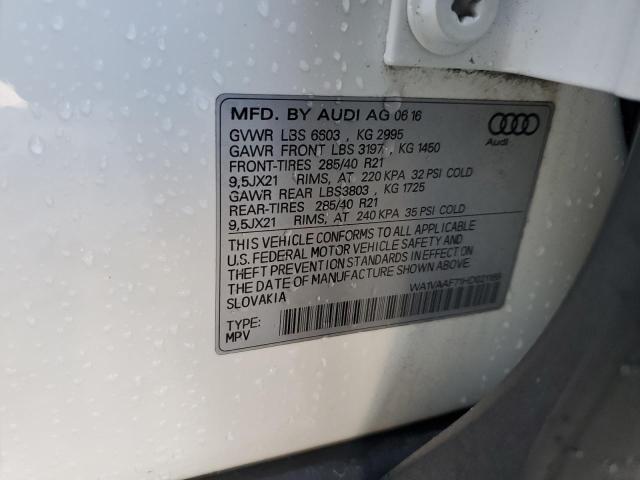 MFD. BY AUDI AG 06 16
GVWR LBS 6603 , KG 2995
GAWR FRONT LBS 3197, KG 1450
FRONT-TIRES 285/40 R21
9,5JX21 RIMS, AT 220 KPA 32 PSI COLD
GAWR REAR LBS3803 , KG 1725
REAR-TIRES 285/40 R21
9,5JX21 RIMS, AT 240 KPA 35 PSI COLD
Audi
THIS VEHICLE CONFORMS TO ALL APPLICABLE
U.S. FEDERAL MOTOR VEHICLE SAFETY AND
THEFT PREVENTION STANDARDS IN EFFECT ON
THE DATE OF MANUFACTURE SHOWN ABOVE.
SLOVAKIA
TYPE:
MPV